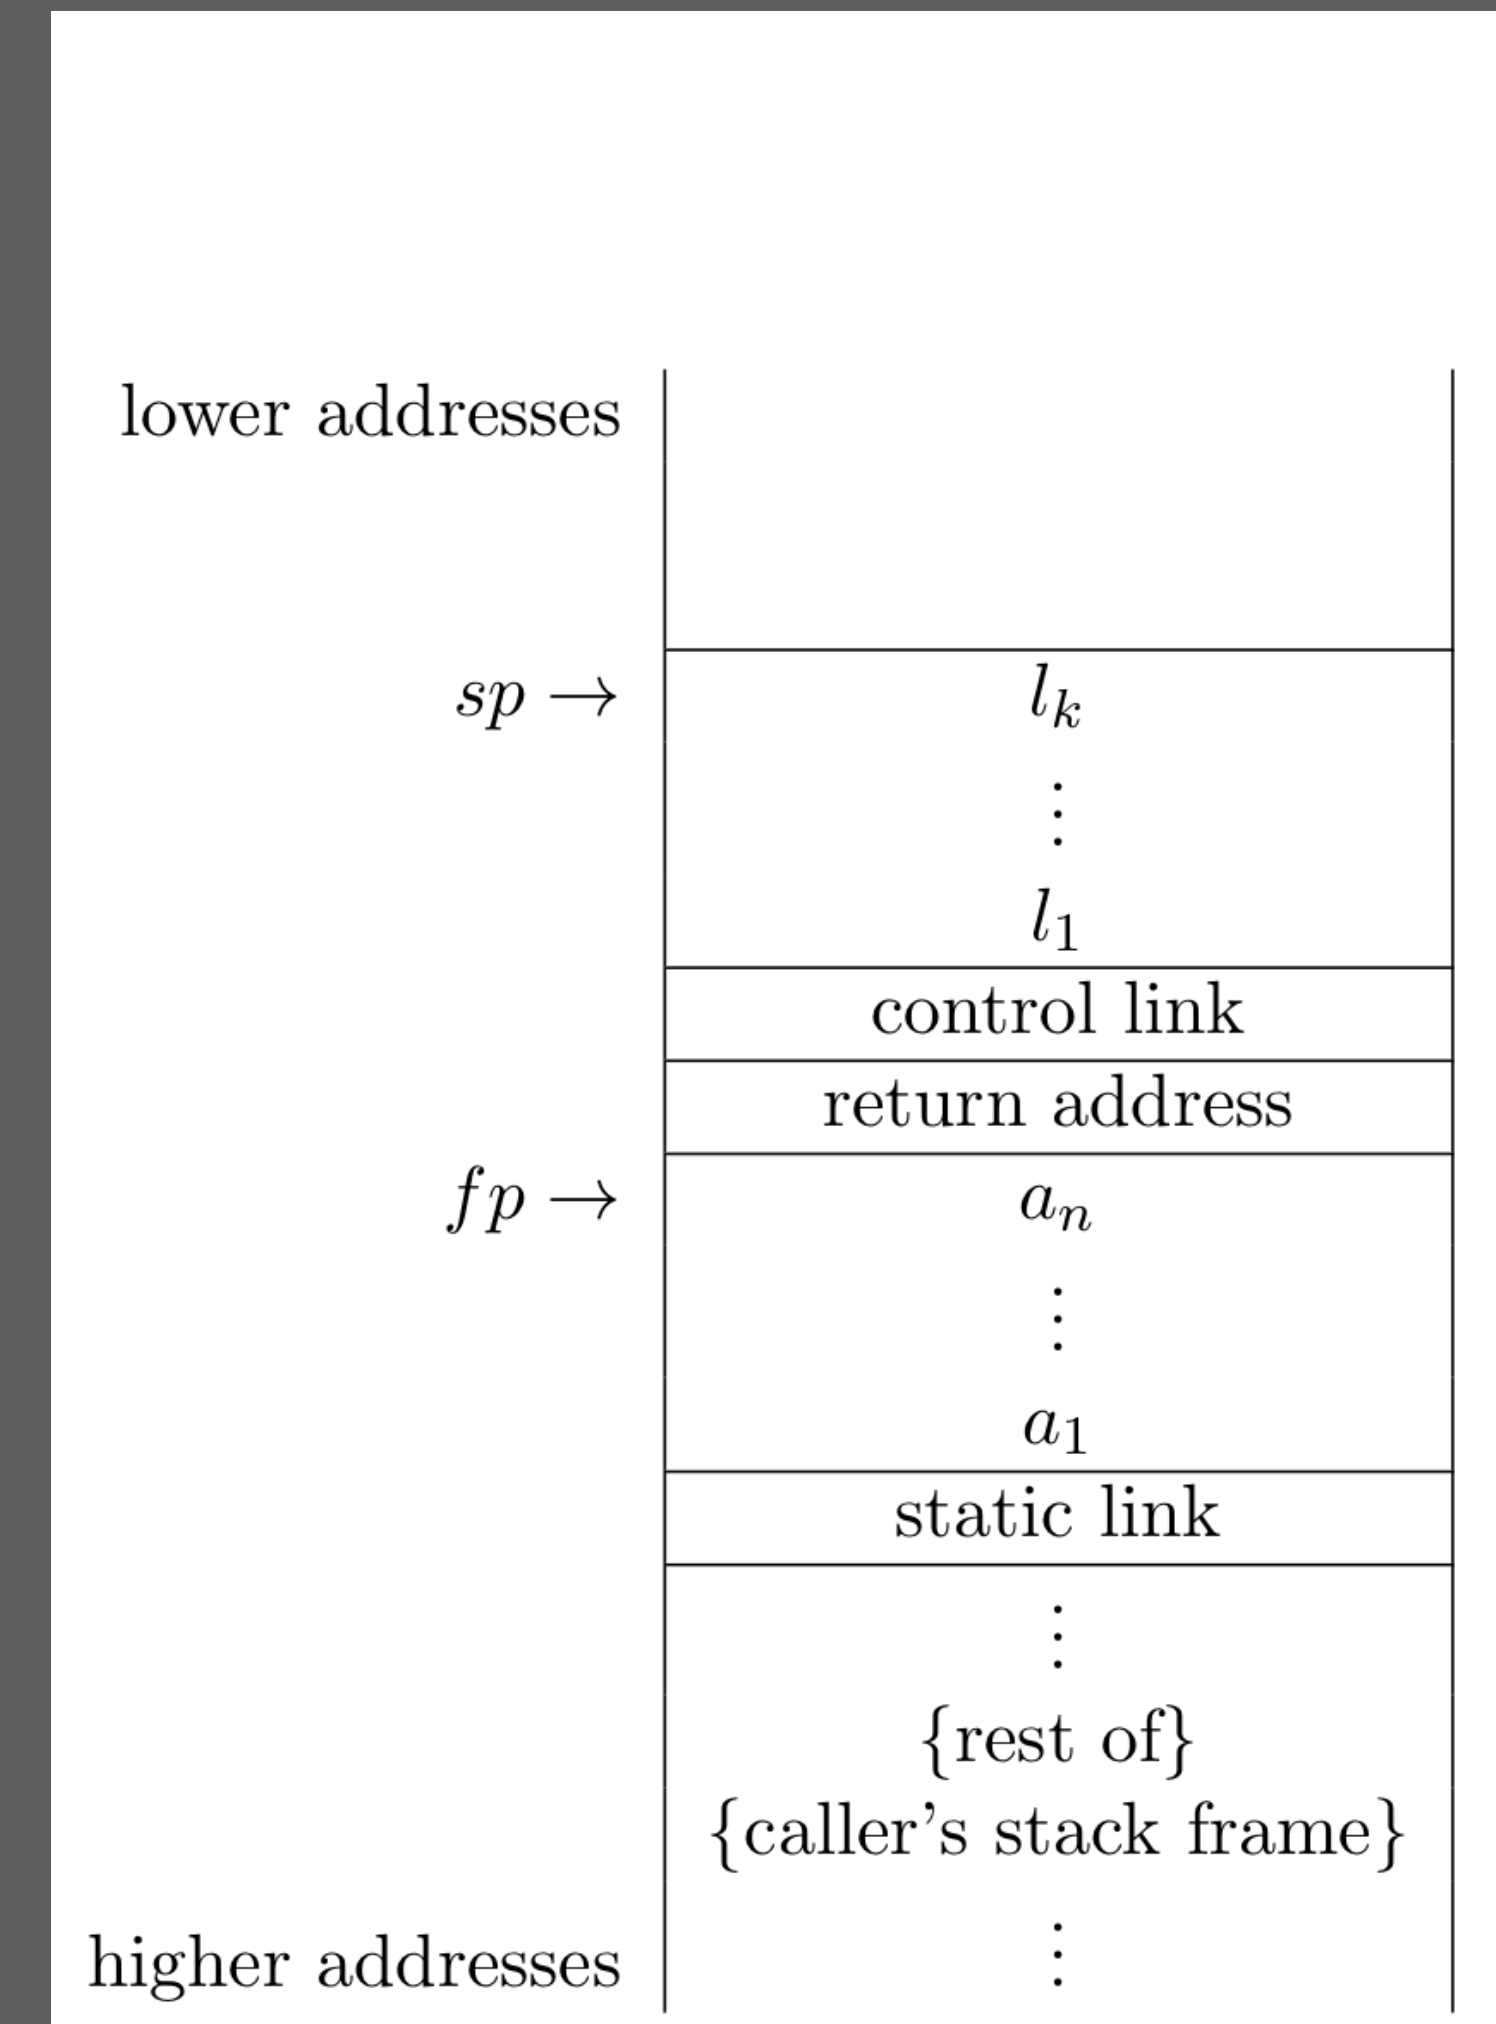 lower addresses
sp → l_k
⋮
l_1
control link
return address
fp → a_n
⋮
a_1
static link
⋮
{rest of}
{caller's stack frame}
higher addresses ⋮